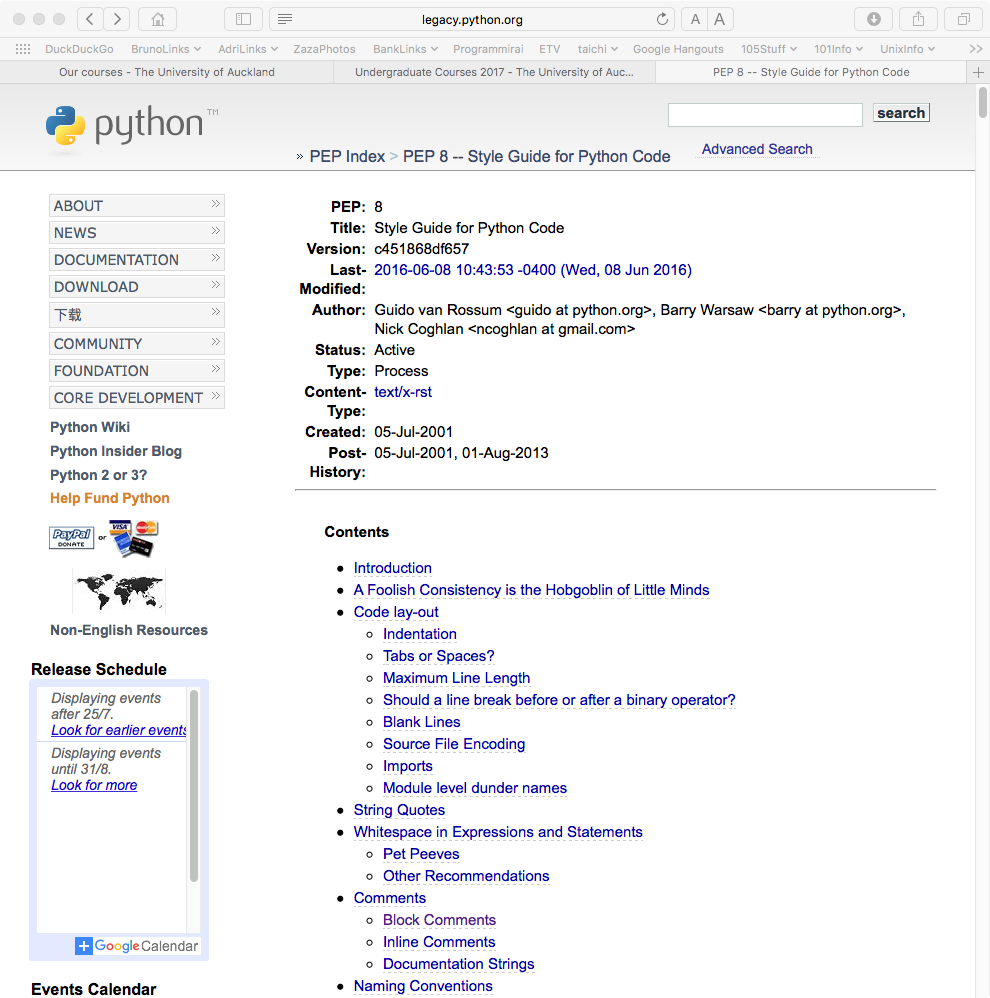 legacy.python.org
A A
DuckDuckGo BrunoLinks AdriLinks ZazaPhotos BankLinks Programmirai ETV taichi Google Hangouts 105Stuff 101Info UnixInfo >>
Our courses - The University of Auckland
Undergraduate Courses 2017 - The University of Auc...
PEP 8 -- Style Guide for Python Code
python™
search
» PEP Index > PEP 8 -- Style Guide for Python Code
Advanced Search
ABOUT »
NEWS »
DOCUMENTATION »
DOWNLOAD »
下载 »
COMMUNITY »
FOUNDATION »
CORE DEVELOPMENT »
Python Wiki
Python Insider Blog
Python 2 or 3?
Help Fund Python
PayPal
DONATE
or
VISA
MasterCard
Non-English Resources
Release Schedule
Displaying events
after 25/7.
Look for earlier events
Displaying events
until 31/8.
Look for more
Google Calendar
Events Calendar
PEP: 8
Title: Style Guide for Python Code
Version: c451868df657
Last- 2016-06-08 10:43:53 -0400 (Wed, 08 Jun 2016)
Modified:
Author: Guido van Rossum <guido at python.org>, Barry Warsaw <barry at python.org>,
Nick Coghlan <ncoghlan at gmail.com>
Status: Active
Type: Process
Content- text/x-rst
Type:
Created: 05-Jul-2001
Post- 05-Jul-2001, 01-Aug-2013
History:
Contents
• Introduction
• A Foolish Consistency is the Hobgoblin of Little Minds
• Code lay-out
◦ Indentation
◦ Tabs or Spaces?
◦ Maximum Line Length
◦ Should a line break before or after a binary operator?
◦ Blank Lines
◦ Source File Encoding
◦ Imports
◦ Module level dunder names
• String Quotes
• Whitespace in Expressions and Statements
◦ Pet Peeves
◦ Other Recommendations
• Comments
◦ Block Comments
◦ Inline Comments
◦ Documentation Strings
• Naming Conventions